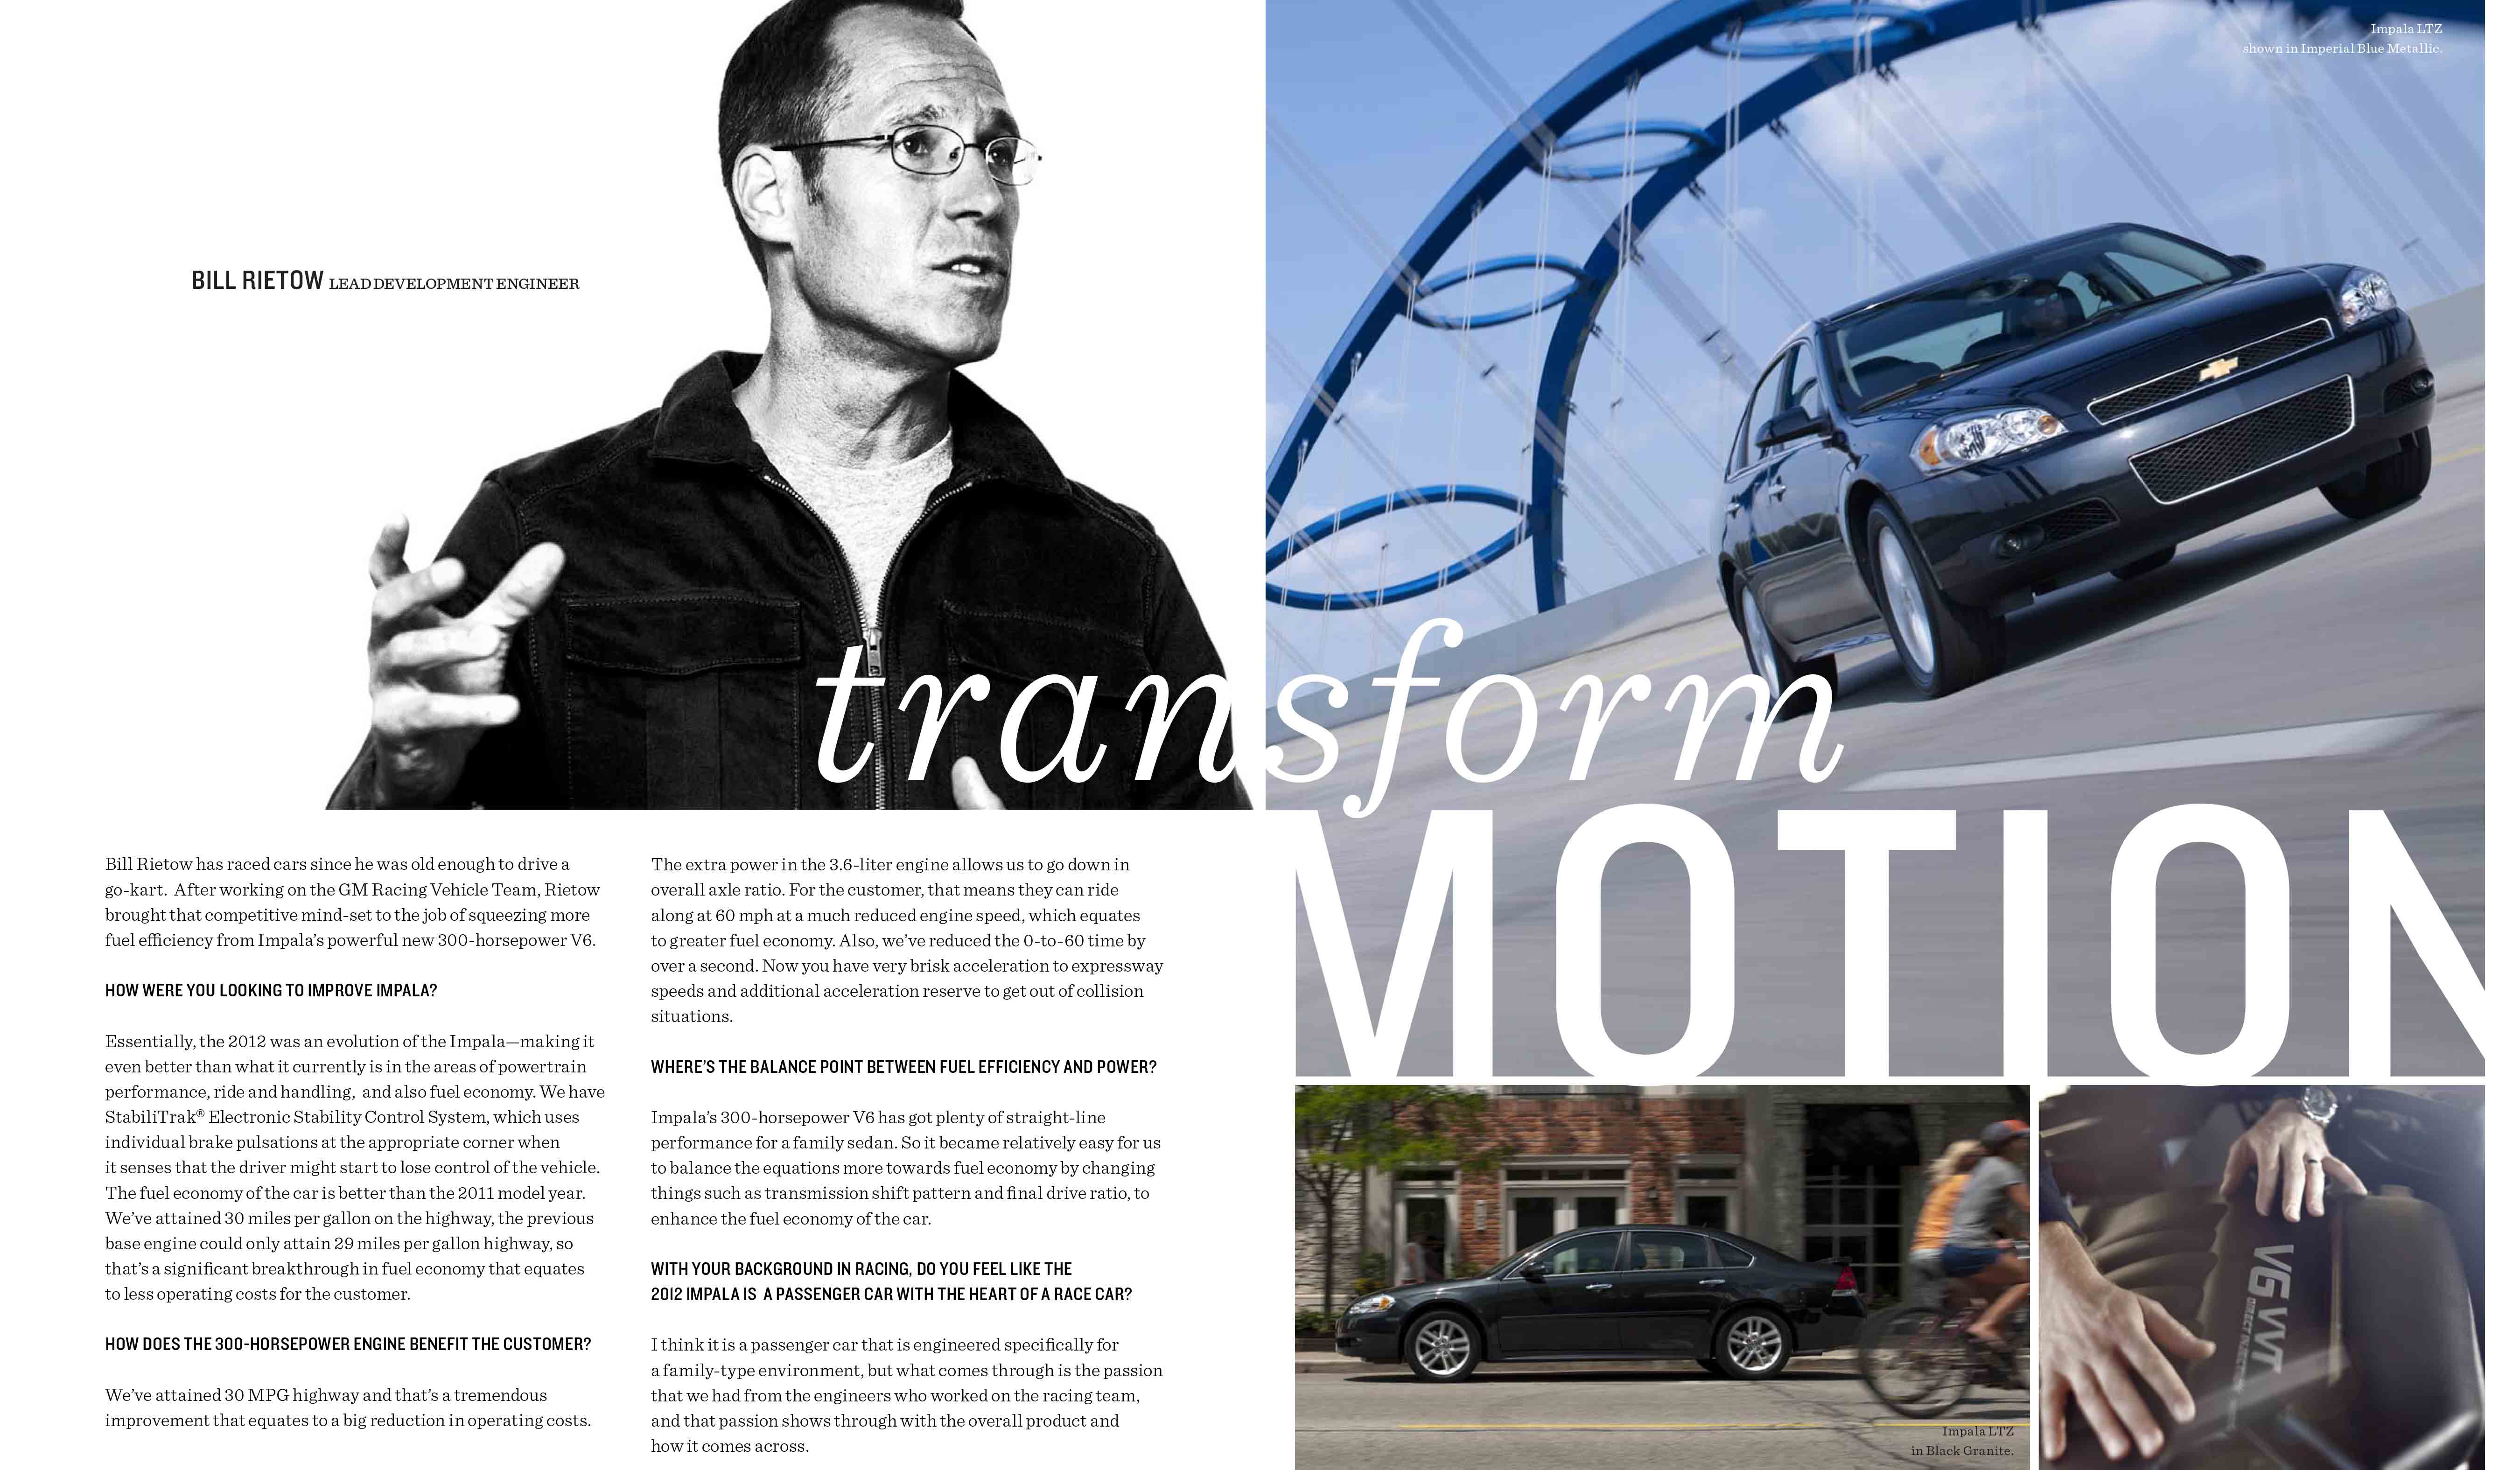 Impala LTZ
shown in Imperial Blue Metallic.
BILL RIETOW LEAD DEVELOPMENT ENGINEER
transform
MOTION
Bill Rietow has raced cars since he was old enough to drive a
go-kart.  After working on the GM Racing Vehicle Team, Rietow
brought that competitive mind-set to the job of squeezing more
fuel efficiency from Impala’s powerful new 300-horsepower V6.
HOW WERE YOU LOOKING TO IMPROVE IMPALA?
Essentially, the 2012 was an evolution of the Impala—making it
even better than what it currently is in the areas of powertrain
performance, ride and handling,  and also fuel economy. We have
StabiliTrak® Electronic Stability Control System, which uses
individual brake pulsations at the appropriate corner when
it senses that the driver might start to lose control of the vehicle.
The fuel economy of the car is better than the 2011 model year.
We’ve attained 30 miles per gallon on the highway, the previous
base engine could only attain 29 miles per gallon highway, so
that’s a significant breakthrough in fuel economy that equates
to less operating costs for the customer.
HOW DOES THE 300-HORSEPOWER ENGINE BENEFIT THE CUSTOMER?
We’ve attained 30 MPG highway and that’s a tremendous
improvement that equates to a big reduction in operating costs.
The extra power in the 3.6-liter engine allows us to go down in
overall axle ratio. For the customer, that means they can ride
along at 60 mph at a much reduced engine speed, which equates
to greater fuel economy. Also, we’ve reduced the 0-to-60 time by
over a second. Now you have very brisk acceleration to expressway
speeds and additional acceleration reserve to get out of collision
situations.
WHERE’S THE BALANCE POINT BETWEEN FUEL EFFICIENCY AND POWER?
Impala’s 300-horsepower V6 has got plenty of straight-line
performance for a family sedan. So it became relatively easy for us
to balance the equations more towards fuel economy by changing
things such as transmission shift pattern and final drive ratio, to
enhance the fuel economy of the car.
WITH YOUR BACKGROUND IN RACING, DO YOU FEEL LIKE THE
2012 IMPALA IS  A PASSENGER CAR WITH THE HEART OF A RACE CAR?
I think it is a passenger car that is engineered specifically for
a family-type environment, but what comes through is the passion
that we had from the engineers who worked on the racing team,
and that passion shows through with the overall product and
how it comes across.
Impala LTZ
in Black Granite.
V6 VVT
DIRECT INJECTION